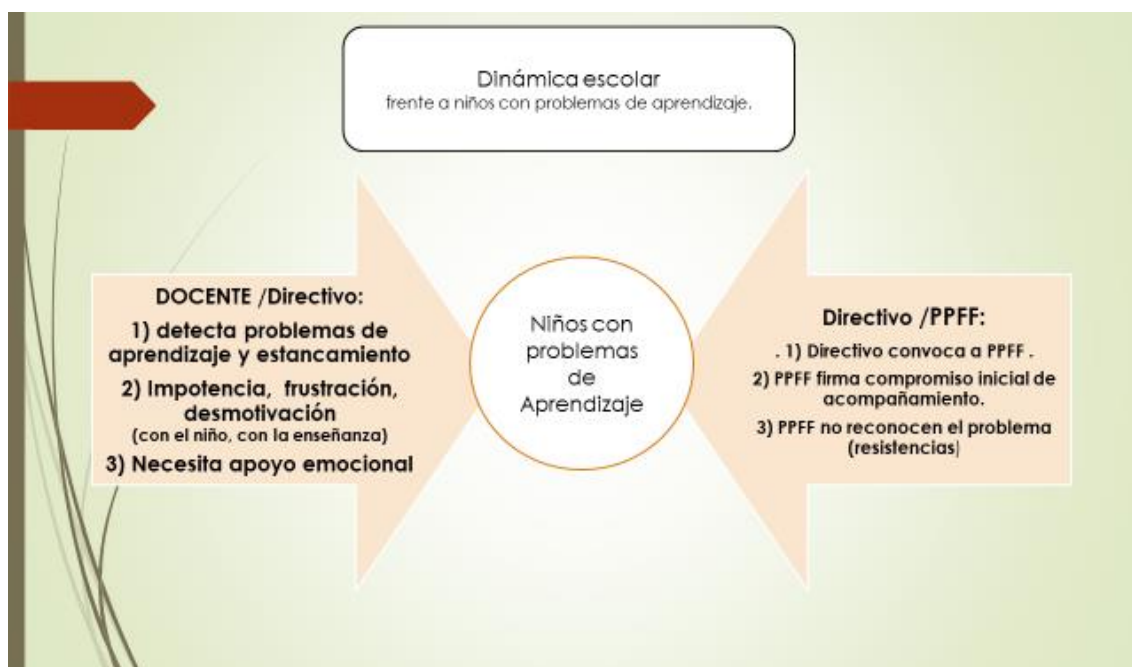 Dinámica escolar
frente a niños con problemas de aprendizaje.
DOCENTE /Directivo:
1) detecta problemas de
aprendizaje y estancamiento
2) Impotencia, frustración,
desmotivación
(con el niño, con la enseñanza)
3) Necesita apoyo emocional
Niños con
problemas
de
Aprendizaje
Directivo /PPFF:
. 1) Directivo convoca a PPFF .
2) PPFF firma compromiso inicial de
acompañamiento.
3) PPFF no reconocen el problema
(resistencias)